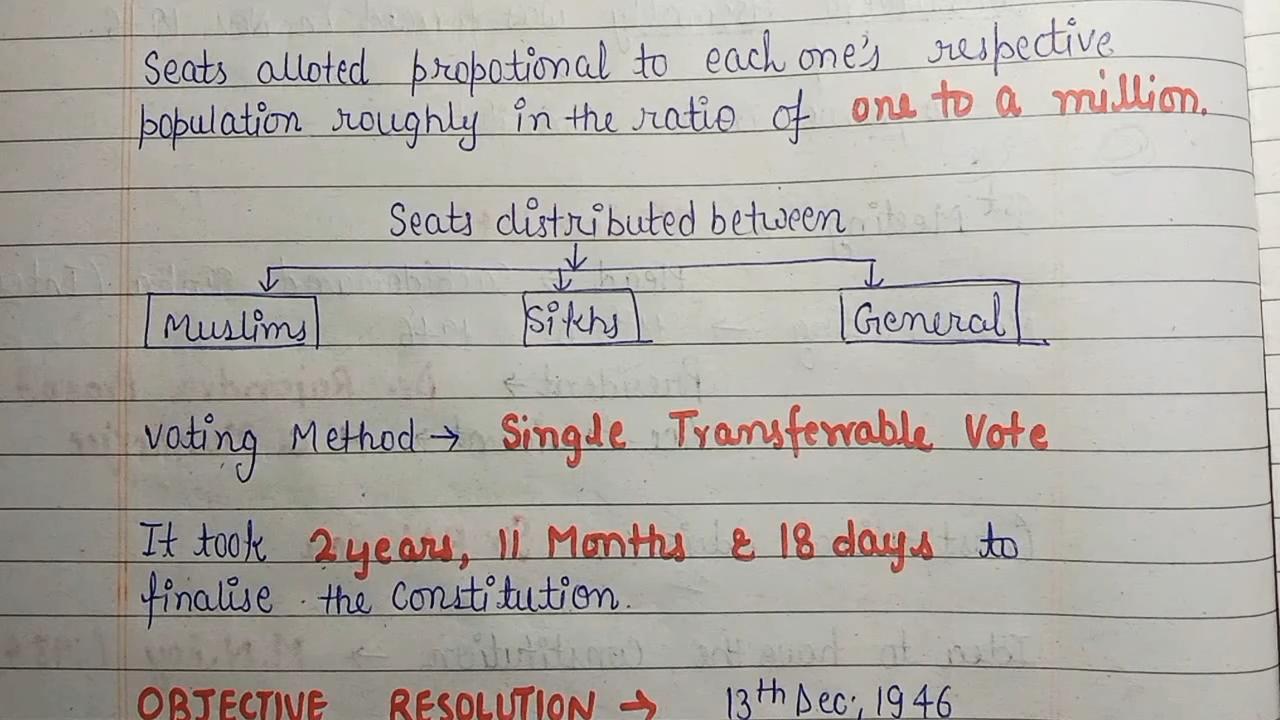 Seats alloted propotional to each one's respective
population roughly in the ratio of one to a million.
Seats distributed between
Muslims Sikhs General
Voting Method → Single Transferrable Vote
It took 2 years, 11 Months & 18 days to
finalise the Constitution.
OBJECTIVE RESOLUTION → 13th Dec., 1946